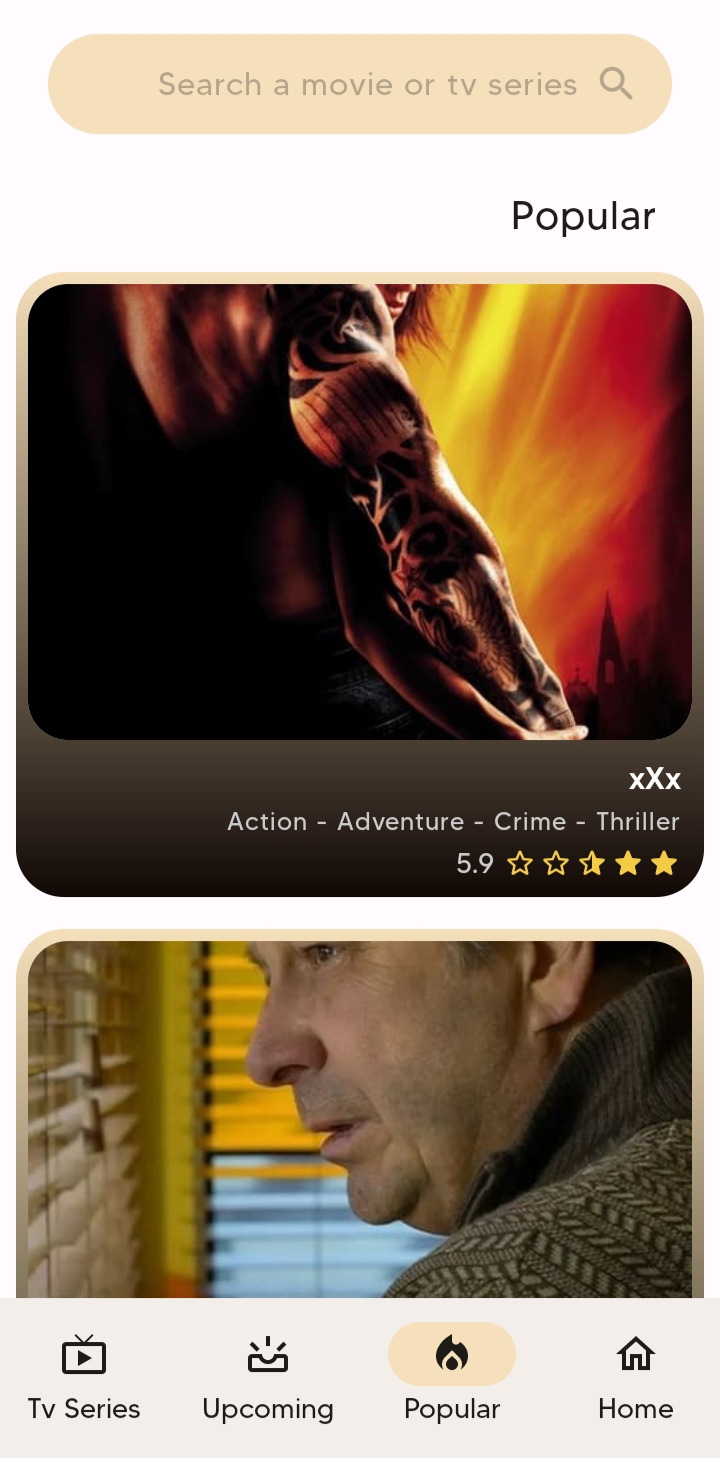 Search a movie or tv series
Popular
xXx
Action - Adventure - Crime - Thriller
5.9
Tv Series
Upcoming
Popular
Home